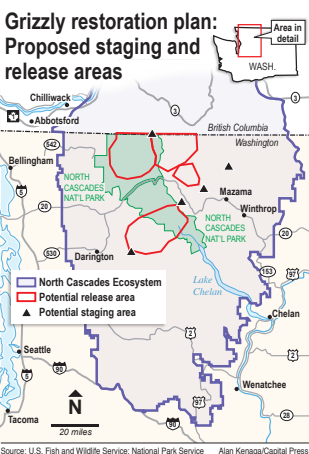 Grizzly restoration plan:
Proposed staging and
release areas
Area in
detail
WASH.
Chilliwack
Abbotsford
3
3
British Columbia
Washington
542
Bellingham
5
NORTH
CASCADES
NAT'L PARK
Mazama
Winthrop
20
NORTH
CASCADES
NAT'L PARK
20
530
Darington
Lake
Chelan
153
97
North Cascades Ecosystem
Potential release area
Potential staging area
Chelan
2
2
Seattle
90
5
Wenatchee
97
N
20 miles
90
28
Tacoma
Source: U.S. Fish and Wildlife Service; National Park Service
Alan Kenaga/Capital Press